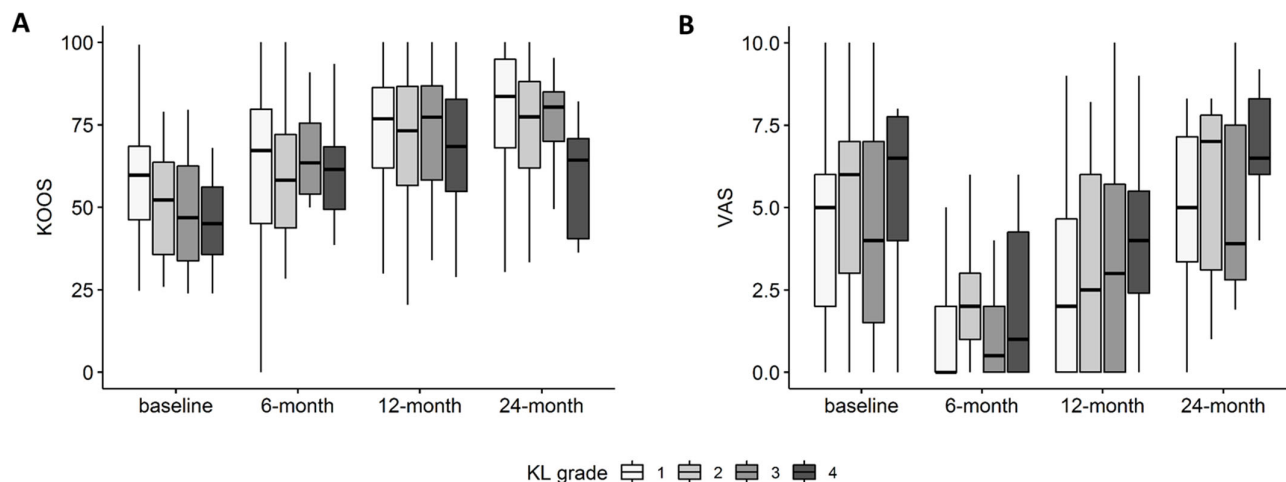 A
KOOS
100
75
50
25
0
baseline 6-month 12-month 24-month
B
VAS
10.0
7.5
5.0
2.5
0.0
baseline 6-month 12-month 24-month
KL grade 1 2 3 4